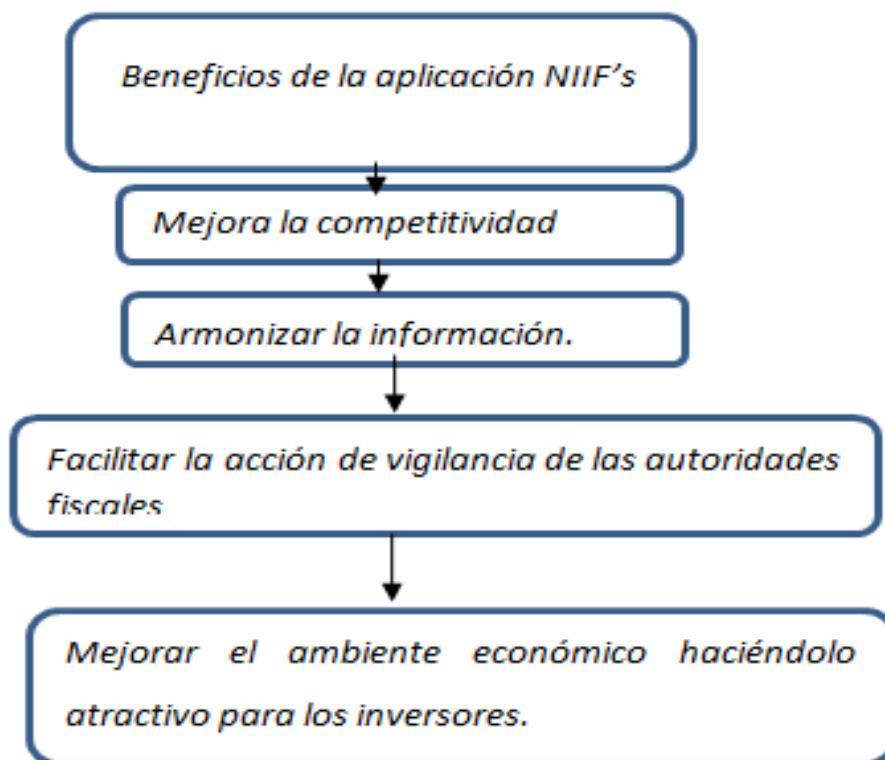 Beneficios de la aplicación NIIF’s
Mejora la competitividad
Armonizar la información.
Facilitar la acción de vigilancia de las autoridades
fiscales
Mejorar el ambiente económico haciéndolo
atractivo para los inversores.